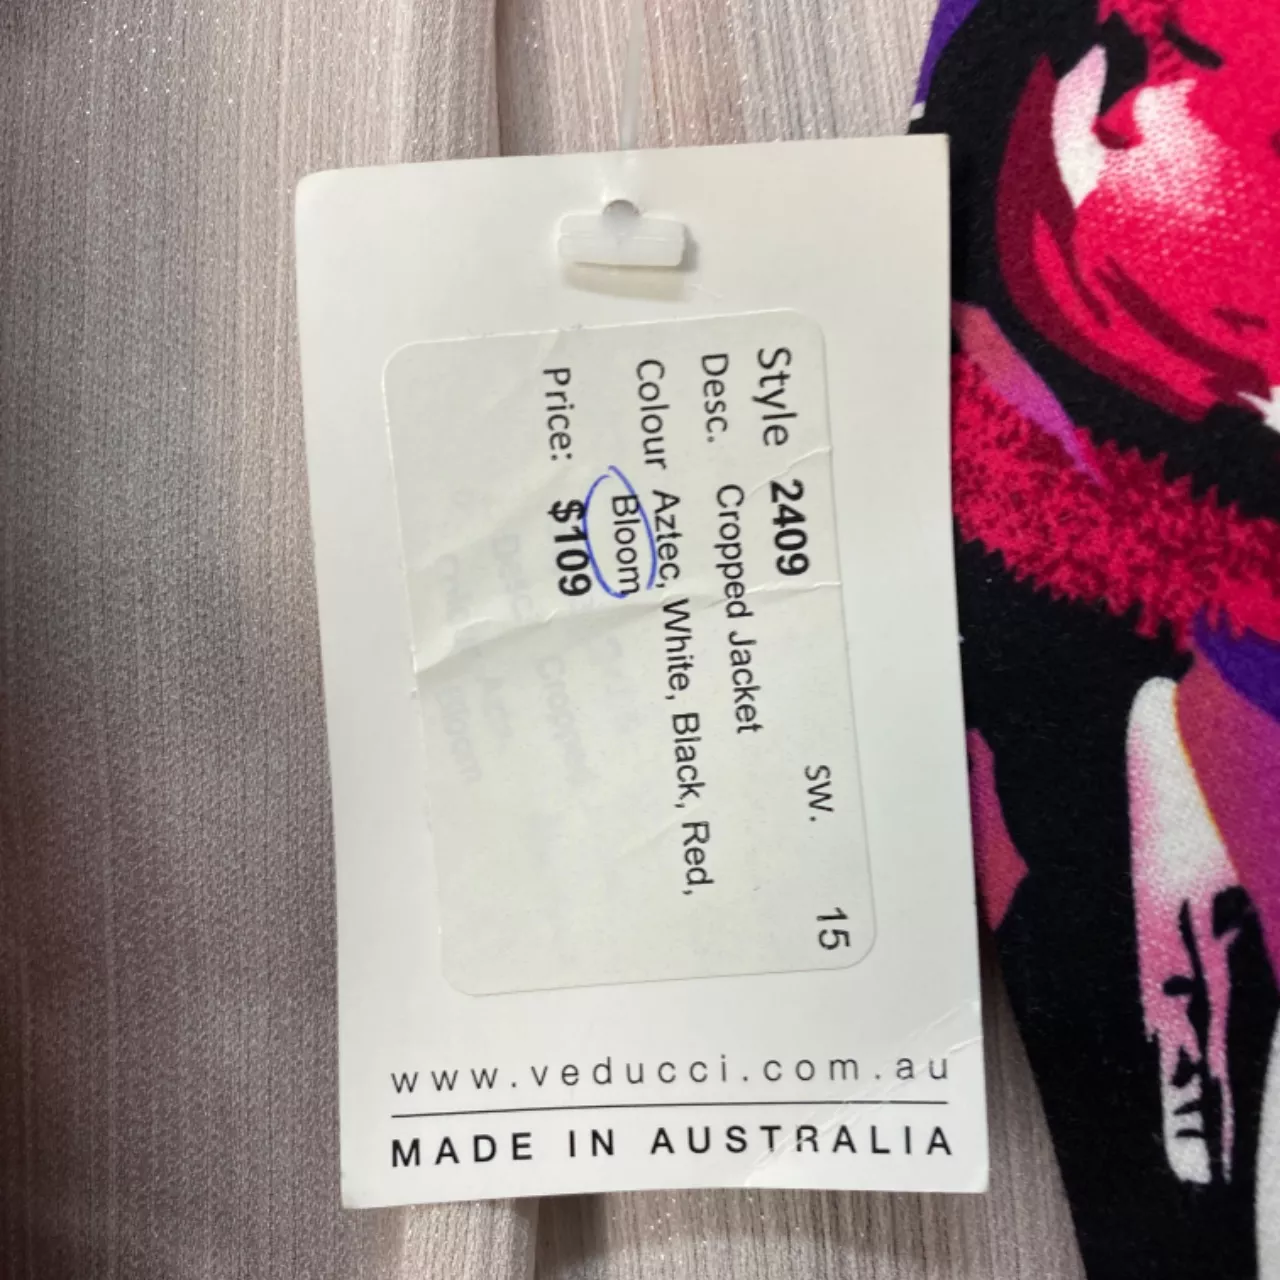 SW. 15
Style 2409
Desc. Cropped Jacket
Colour Aztec, White, Black, Red,
Bloom
Price: $109
www.veducci.com.au
MADE IN AUSTRALIA